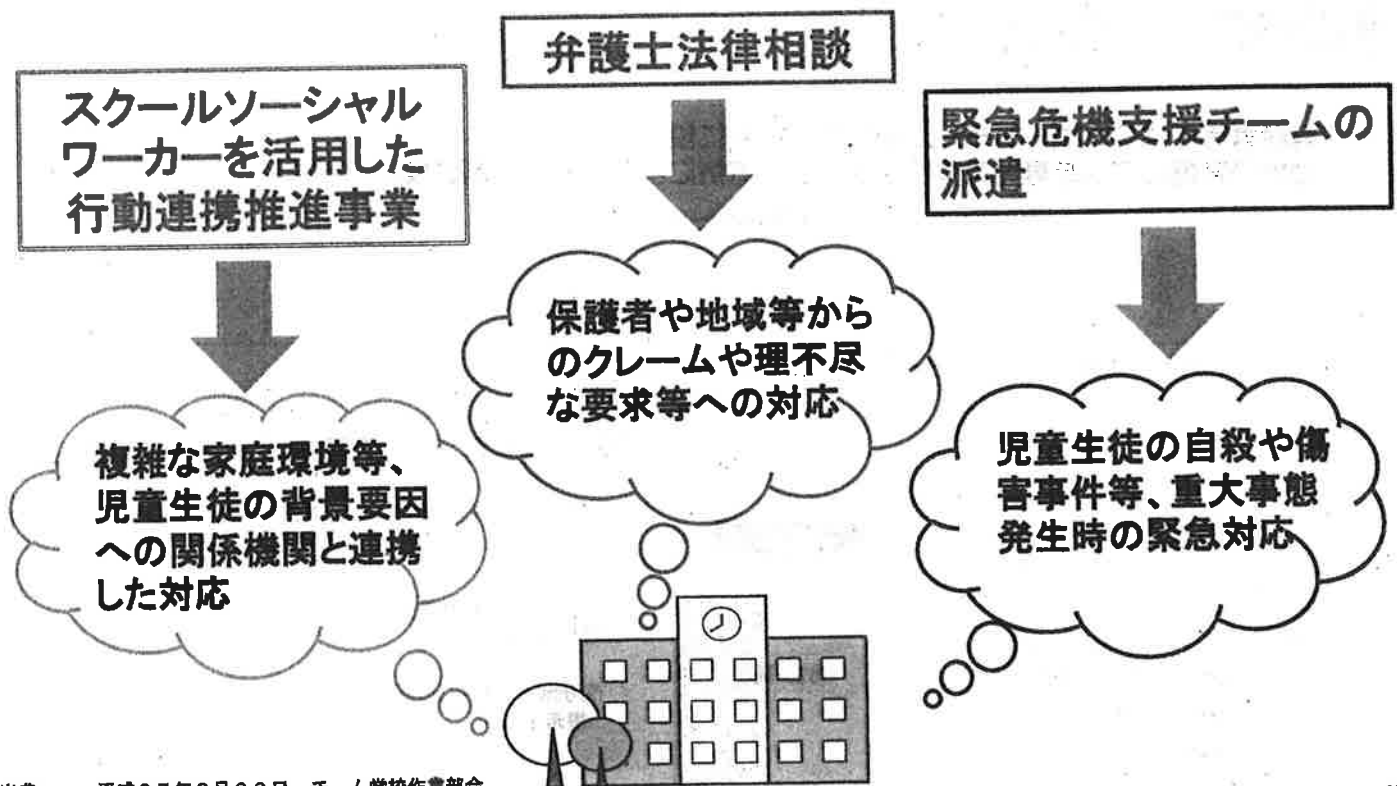 弁護士法律相談
スクールソーシャル
ワーカーを活用した
行動連携推進事業
緊急危機支援チームの
派遣
保護者や地域等から
のクレームや理不尽
な要求等への対応
複雑な家庭環境等、
児童生徒の背景要因
への関係機関と連携
した対応
児童生徒の自殺や傷
害事件等、重大事態
発生時の緊急対応